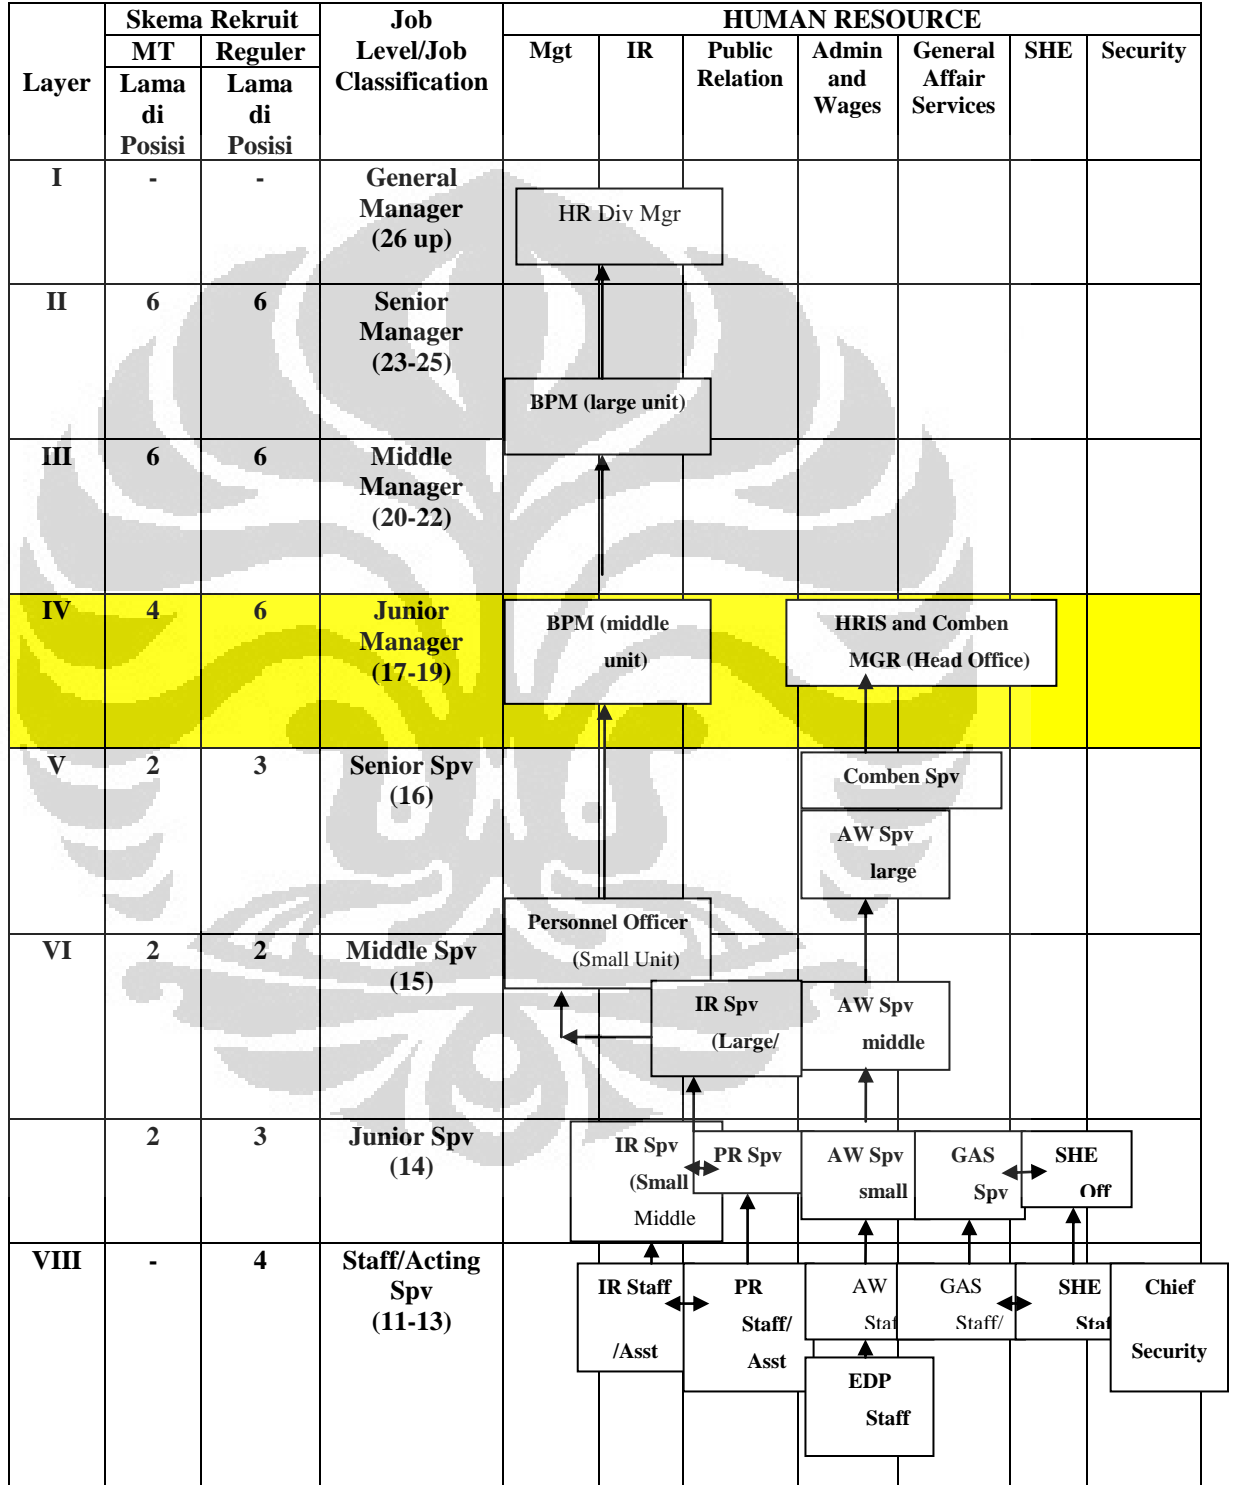 Layer
Skema Rekruit
MT
Lama
di
Posisi
Reguler
Lama
di
Posisi
Job
Level/Job
Classification
HUMAN RESOURCE
Mgt
IR
Public
Relation
Admin
and
Wages
General
Affair
Services
SHE
Security
I
-
-
General
Manager
(26 up)
HR Div Mgr
II
6
6
Senior
Manager
(23-25)
BPM (large unit)
III
6
6
Middle
Manager
(20-22)
IV
4
6
Junior
Manager
(17-19)
BPM (middle
unit)
HRIS and Comben
MGR (Head Office)
V
2
3
Senior Spv
(16)
Comben Spv
AW Spv
large
Personnel Officer
(Small Unit)
VI
2
2
Middle Spv
(15)
IR Spv
(Large/
AW Spv
middle
2
3
Junior Spv
(14)
IR Spv
(Small
Middle
PR Spv
AW Spv
small
GAS
Spv
SHE
Off
VIII
-
4
Staff/Acting
Spv
(11-13)
IR Staff
/Asst
PR
Staff/
Asst
AW
Staf
GAS
Staff/
SHE
Staf
Chief
Security
EDP
Staff